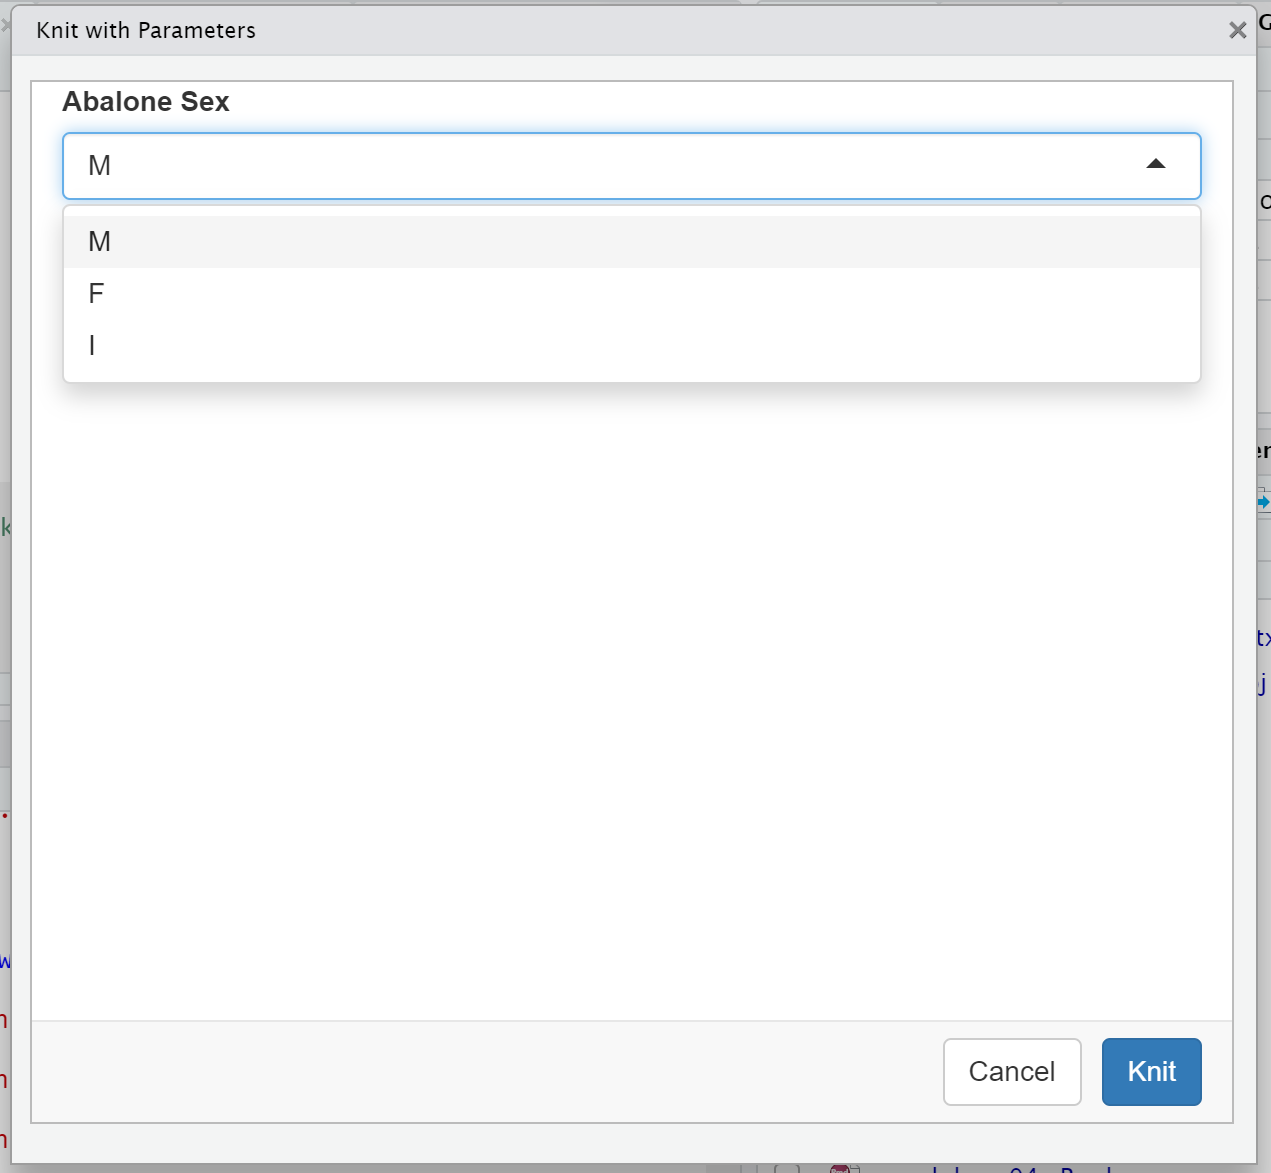 Knit with Parameters
Abalone Sex
M
M
F
I
Cancel
Knit